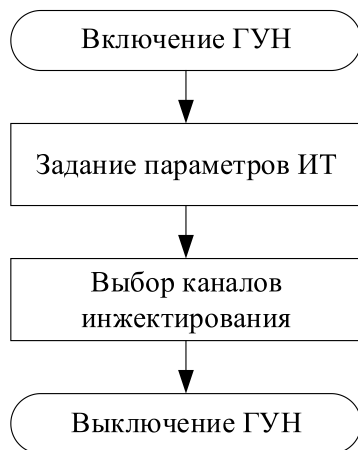 Включение ГУН
Задание параметров ИТ
Выбор каналов
инжектирования
Выключение ГУН